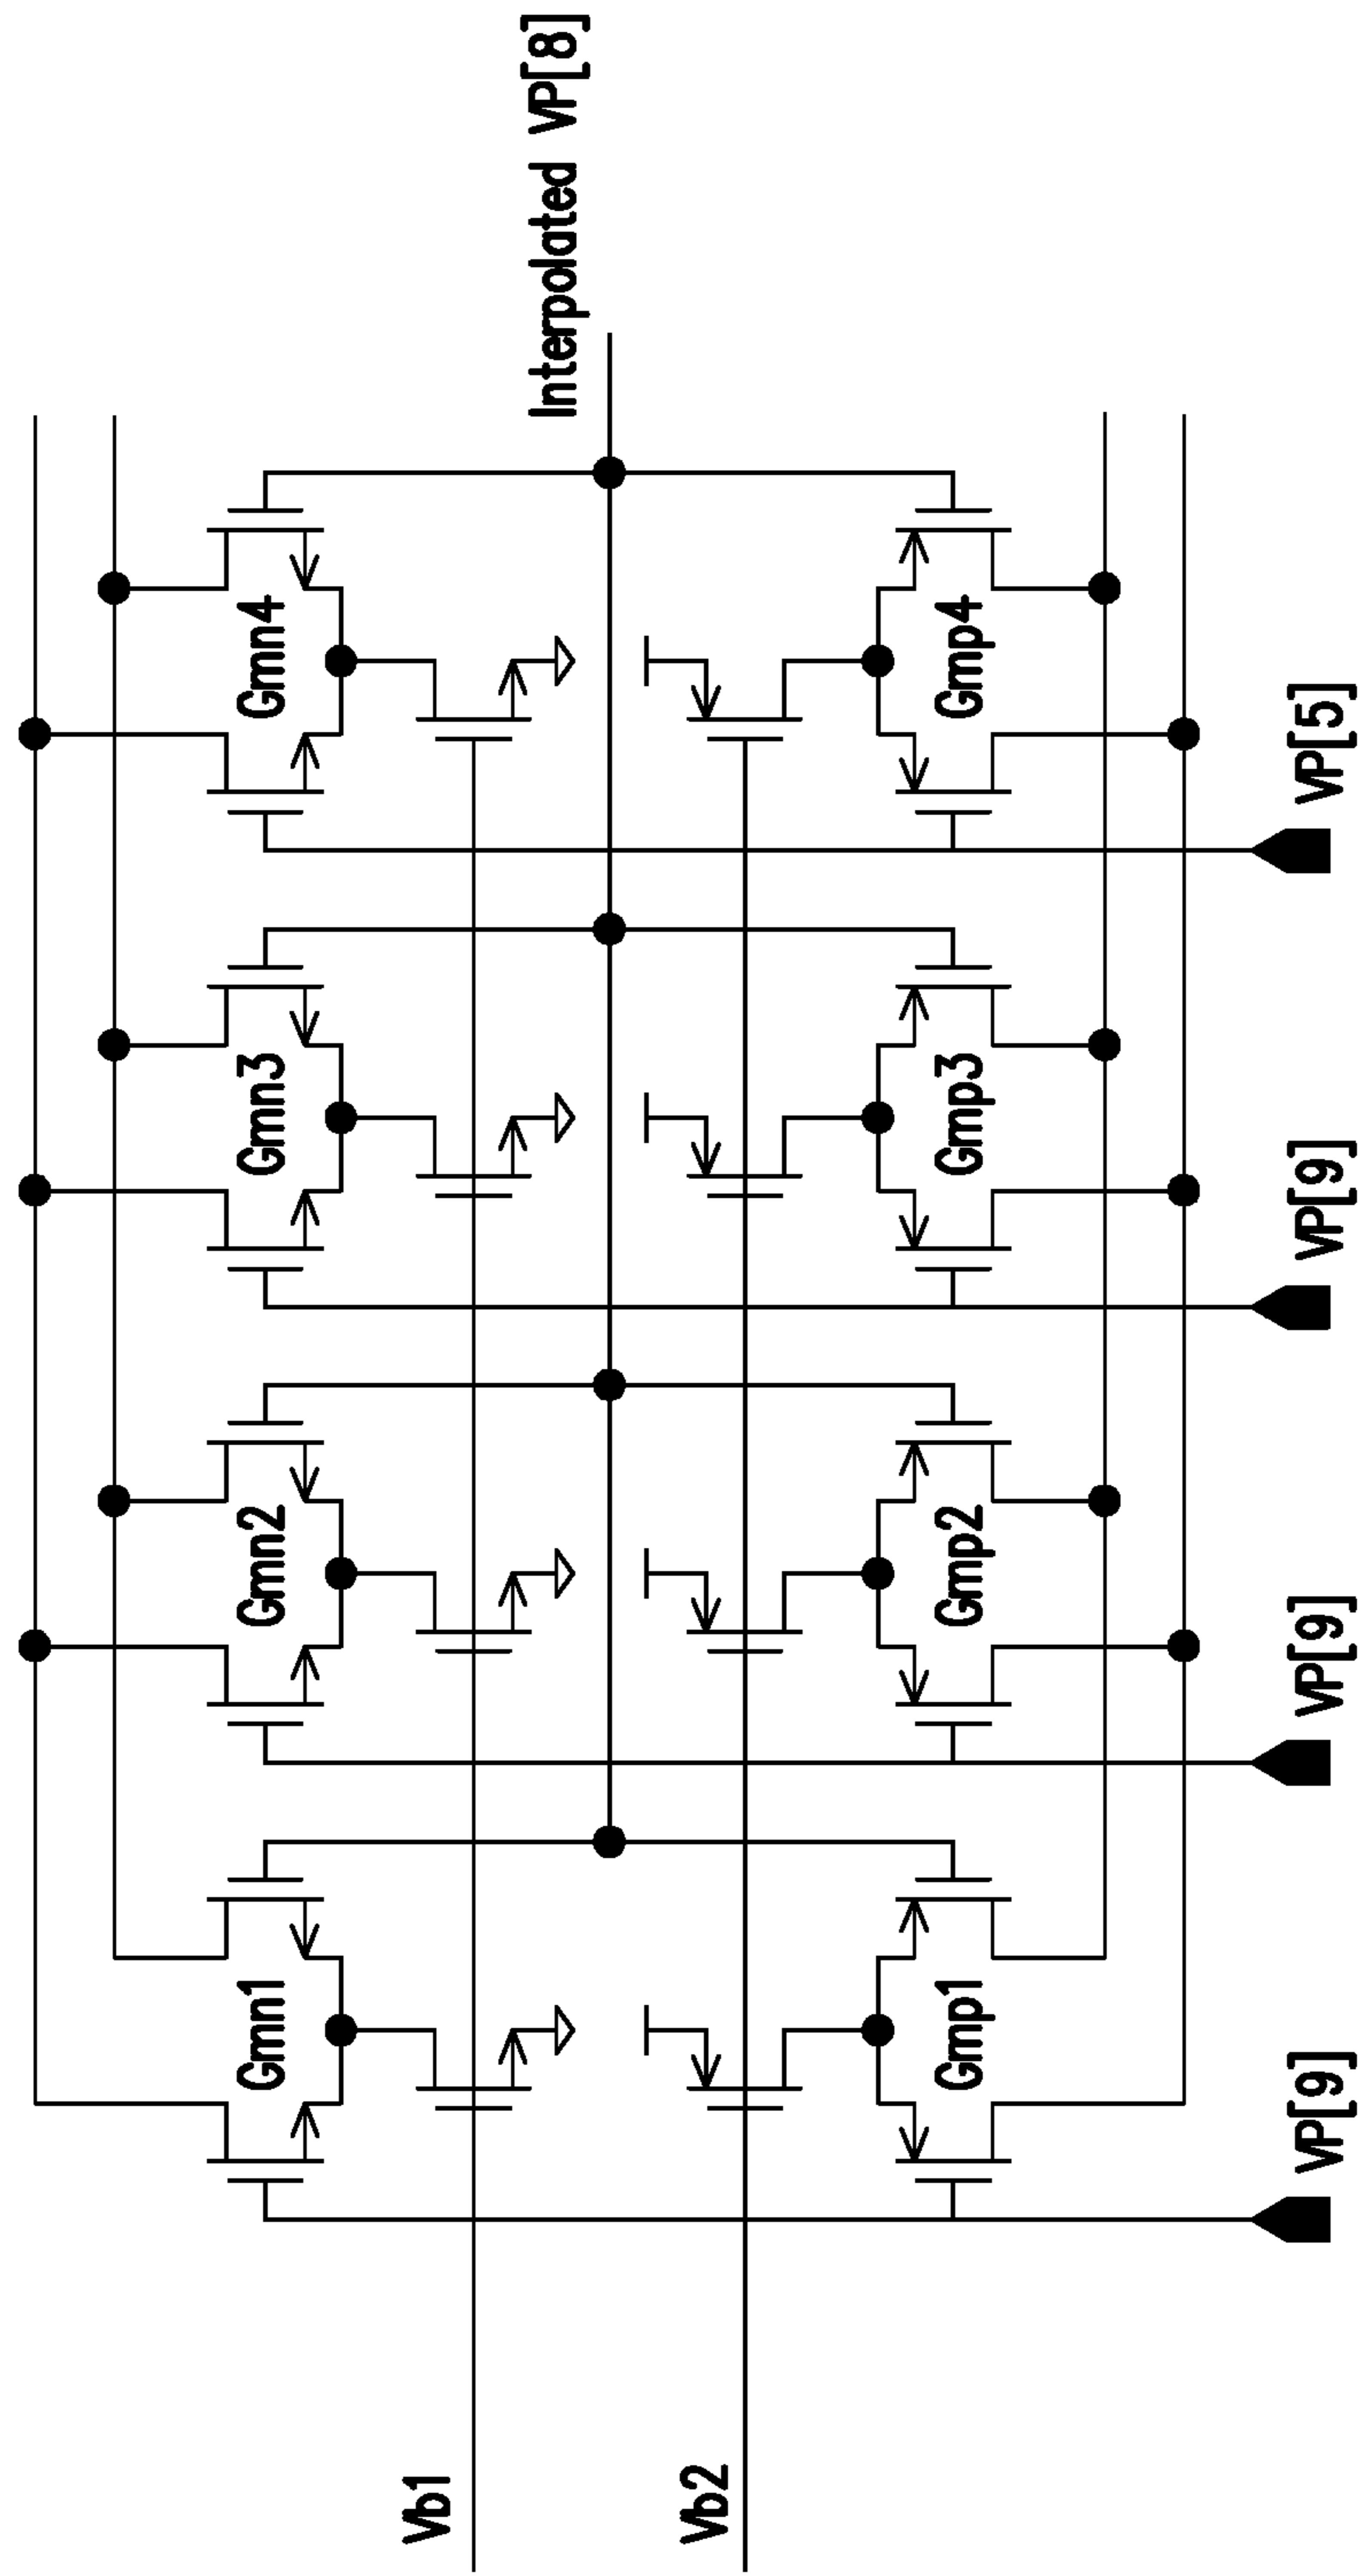 Gmn1
Gmn2
Gmn3
Gmn4
Vb1
Interpolated VP[8]
Vb2
Gmp1
Gmp2
Gmp3
Gmp4
VP[9]
VP[9]
VP[9]
VP[5]